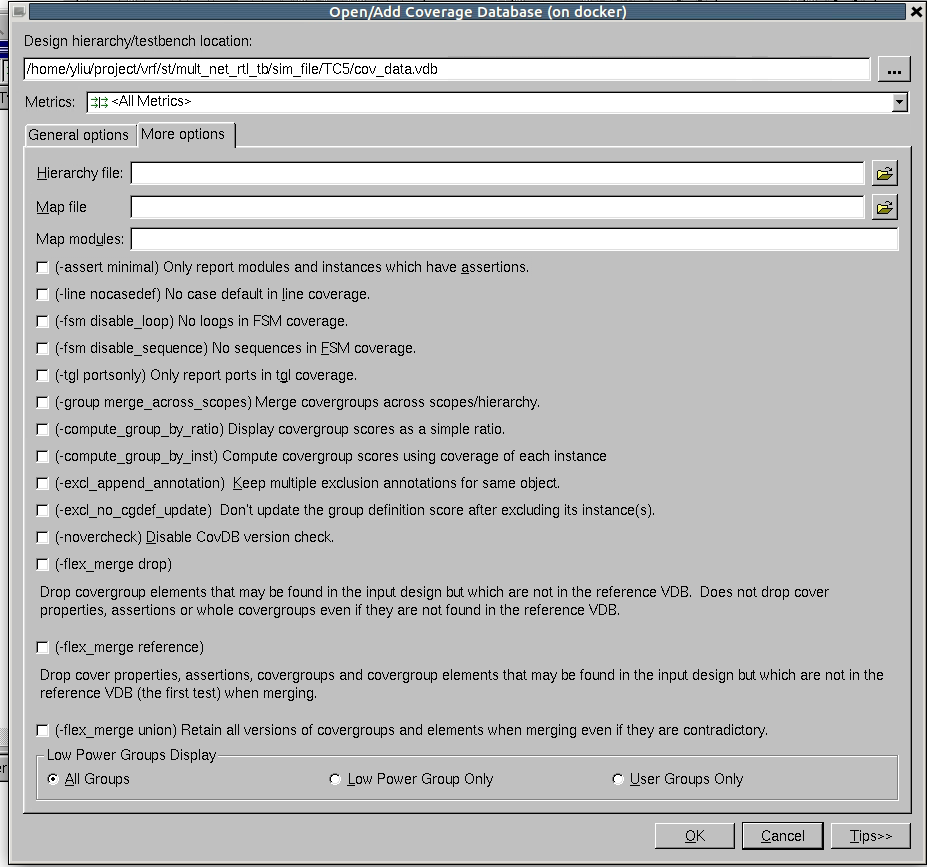 Open/Add Coverage Database (on docker)
Design hierarchy/testbench location:
/home/yliu/project/vrf/st/mult_net_rtl_tb/sim_file/TC5/cov_data.vdb
...
Metrics: <All Metrics>
General options More options
Hierarchy file:
Map file
Map modules:
(-assert minimal) Only report modules and instances which have assertions.
(-line nocasedef) No case default in line coverage.
(-fsm disable_loop) No loops in FSM coverage.
(-fsm disable_sequence) No sequences in FSM coverage.
(-tgl portsonly) Only report ports in tgl coverage.
(-group merge_across_scopes) Merge covergroups across scopes/hierarchy.
(-compute_group_by_ratio) Display covergroup scores as a simple ratio.
(-compute_group_by_inst) Compute covergroup scores using coverage of each instance
(-excl_append_annotation)  Keep multiple exclusion annotations for same object.
(-excl_no_cgdef_update)  Don't update the group definition score after excluding its instance(s).
(-novercheck) Disable CovDB version check.
(-flex_merge drop)
Drop covergroup elements that may be found in the input design but which are not in the reference VDB.  Does not drop cover
properties, assertions or whole covergroups even if they are not found in the reference VDB.
(-flex_merge reference)
Drop cover properties, assertions, covergroups and covergroup elements that may be found in the input design but which are not in the
reference VDB (the first test) when merging.
(-flex_merge union) Retain all versions of covergroups and elements when merging even if they are contradictory.
Low Power Groups Display
All Groups Low Power Group Only User Groups Only
OK Cancel Tips>>